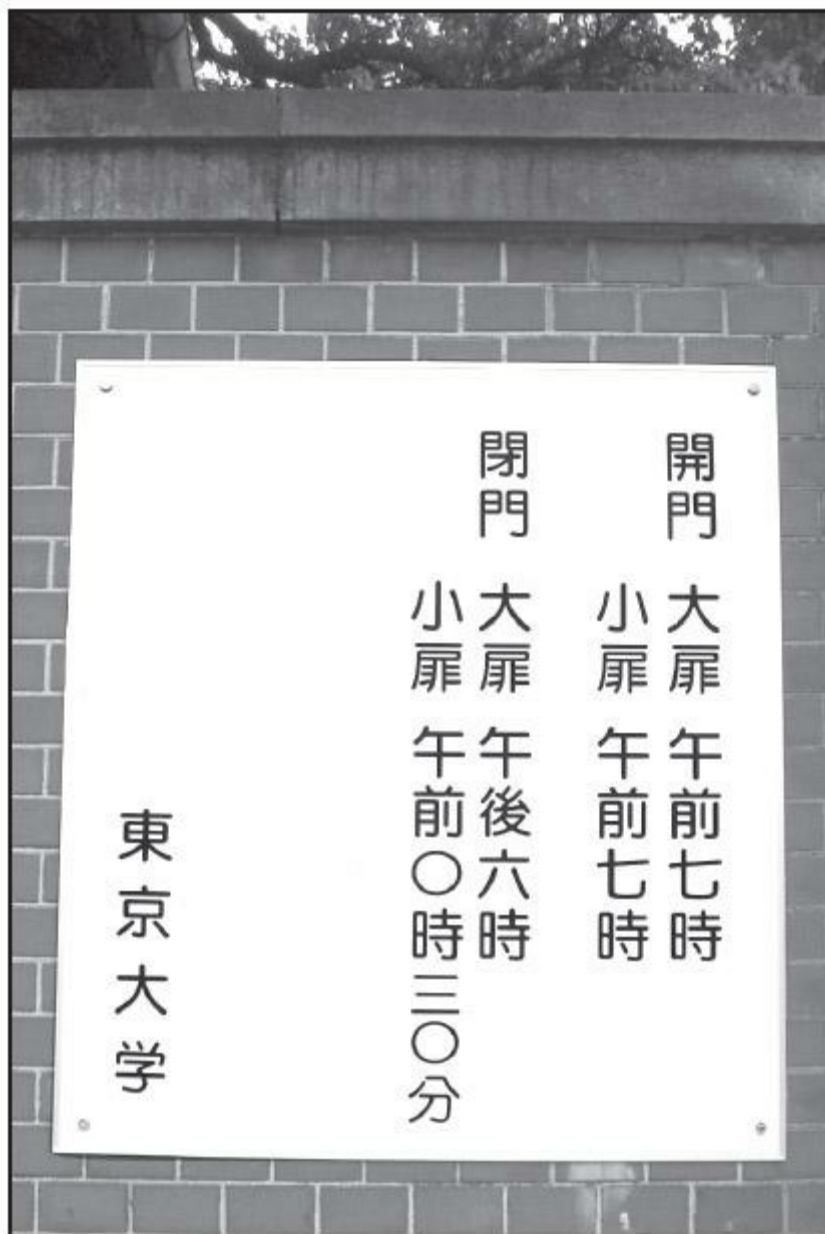 開門 大扉 午前七時
小扉 午前七時
閉門 大扉 午後六時
小扉 午前〇時三〇分
東京大学